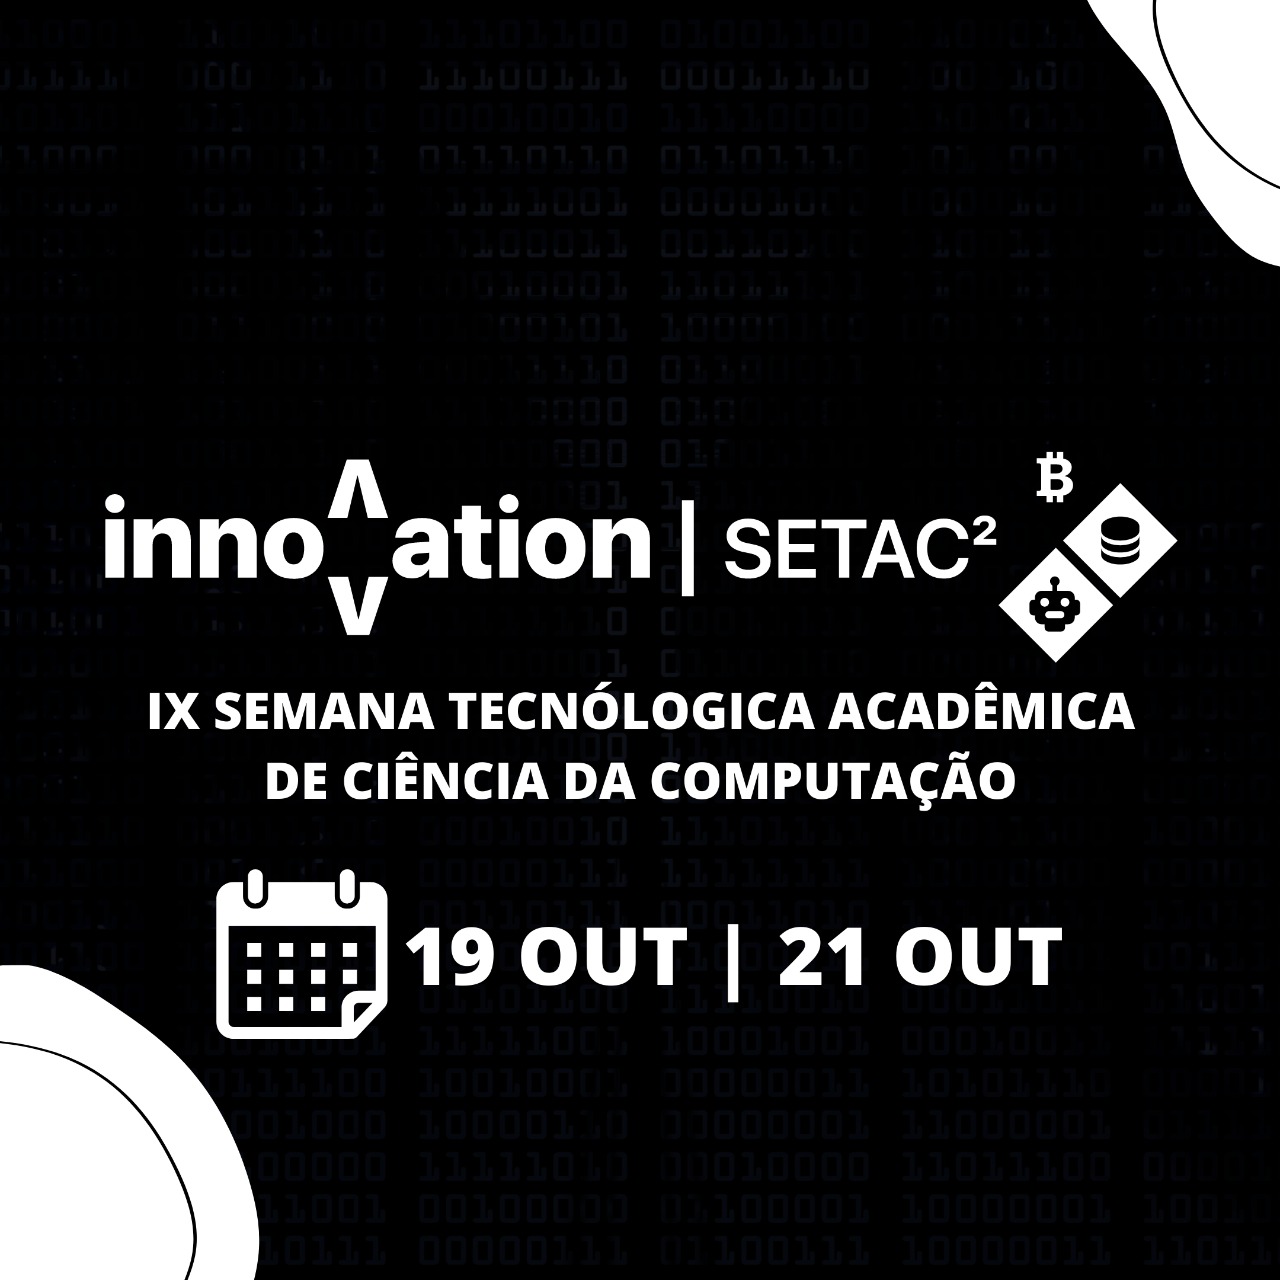 innovation | SETAC²
IX SEMANA TECNÓLOGICA ACADÊMICA
DE CIÊNCIA DA COMPUTAÇÃO
19 OUT | 21 OUT